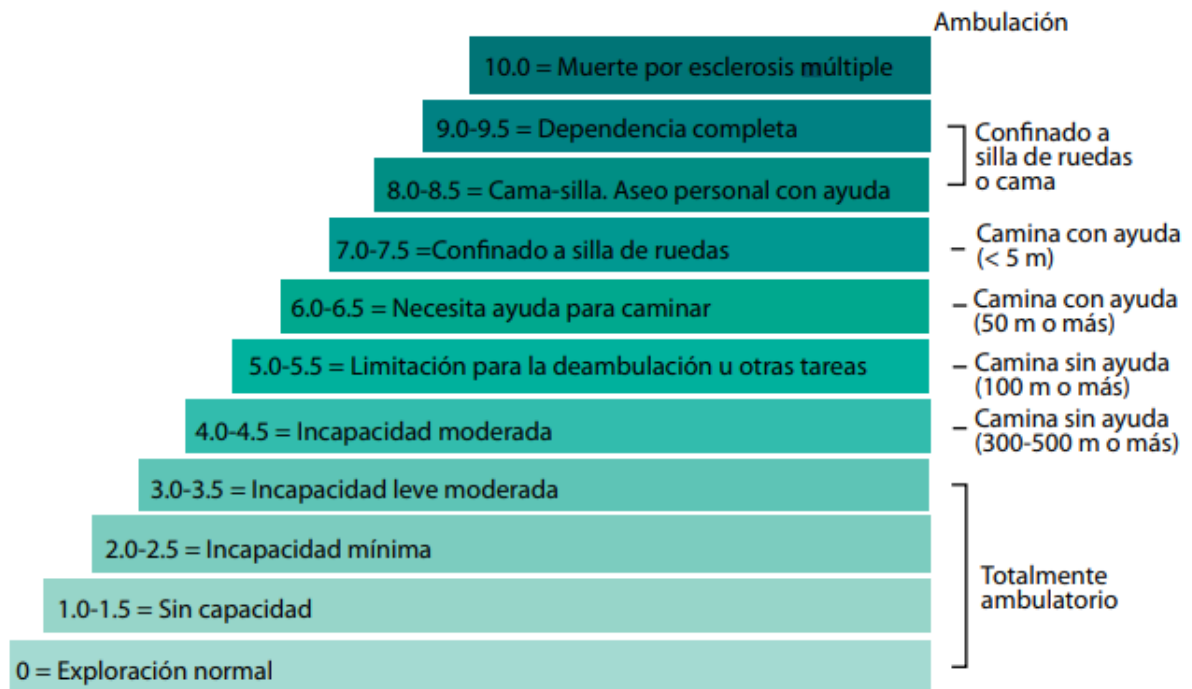 Ambulación
10.0 = Muerte por esclerosis múltiple
9.0-9.5 = Dependencia completa
Confinado a
silla de ruedas
o cama
8.0-8.5 = Cama-silla. Aseo personal con ayuda
7.0-7.5 =Confinado a silla de ruedas
Camina con ayuda
(< 5 m)
6.0-6.5 = Necesita ayuda para caminar
Camina con ayuda
(50 m o más)
5.0-5.5 = Limitación para la deambulación u otras tareas
Camina sin ayuda
(100 m o más)
4.0-4.5 = Incapacidad moderada
Camina sin ayuda
(300-500 m o más)
3.0-3.5 = Incapacidad leve moderada
2.0-2.5 = Incapacidad mínima
Totalmente
ambulatorio
1.0-1.5 = Sin capacidad
0 = Exploración normal